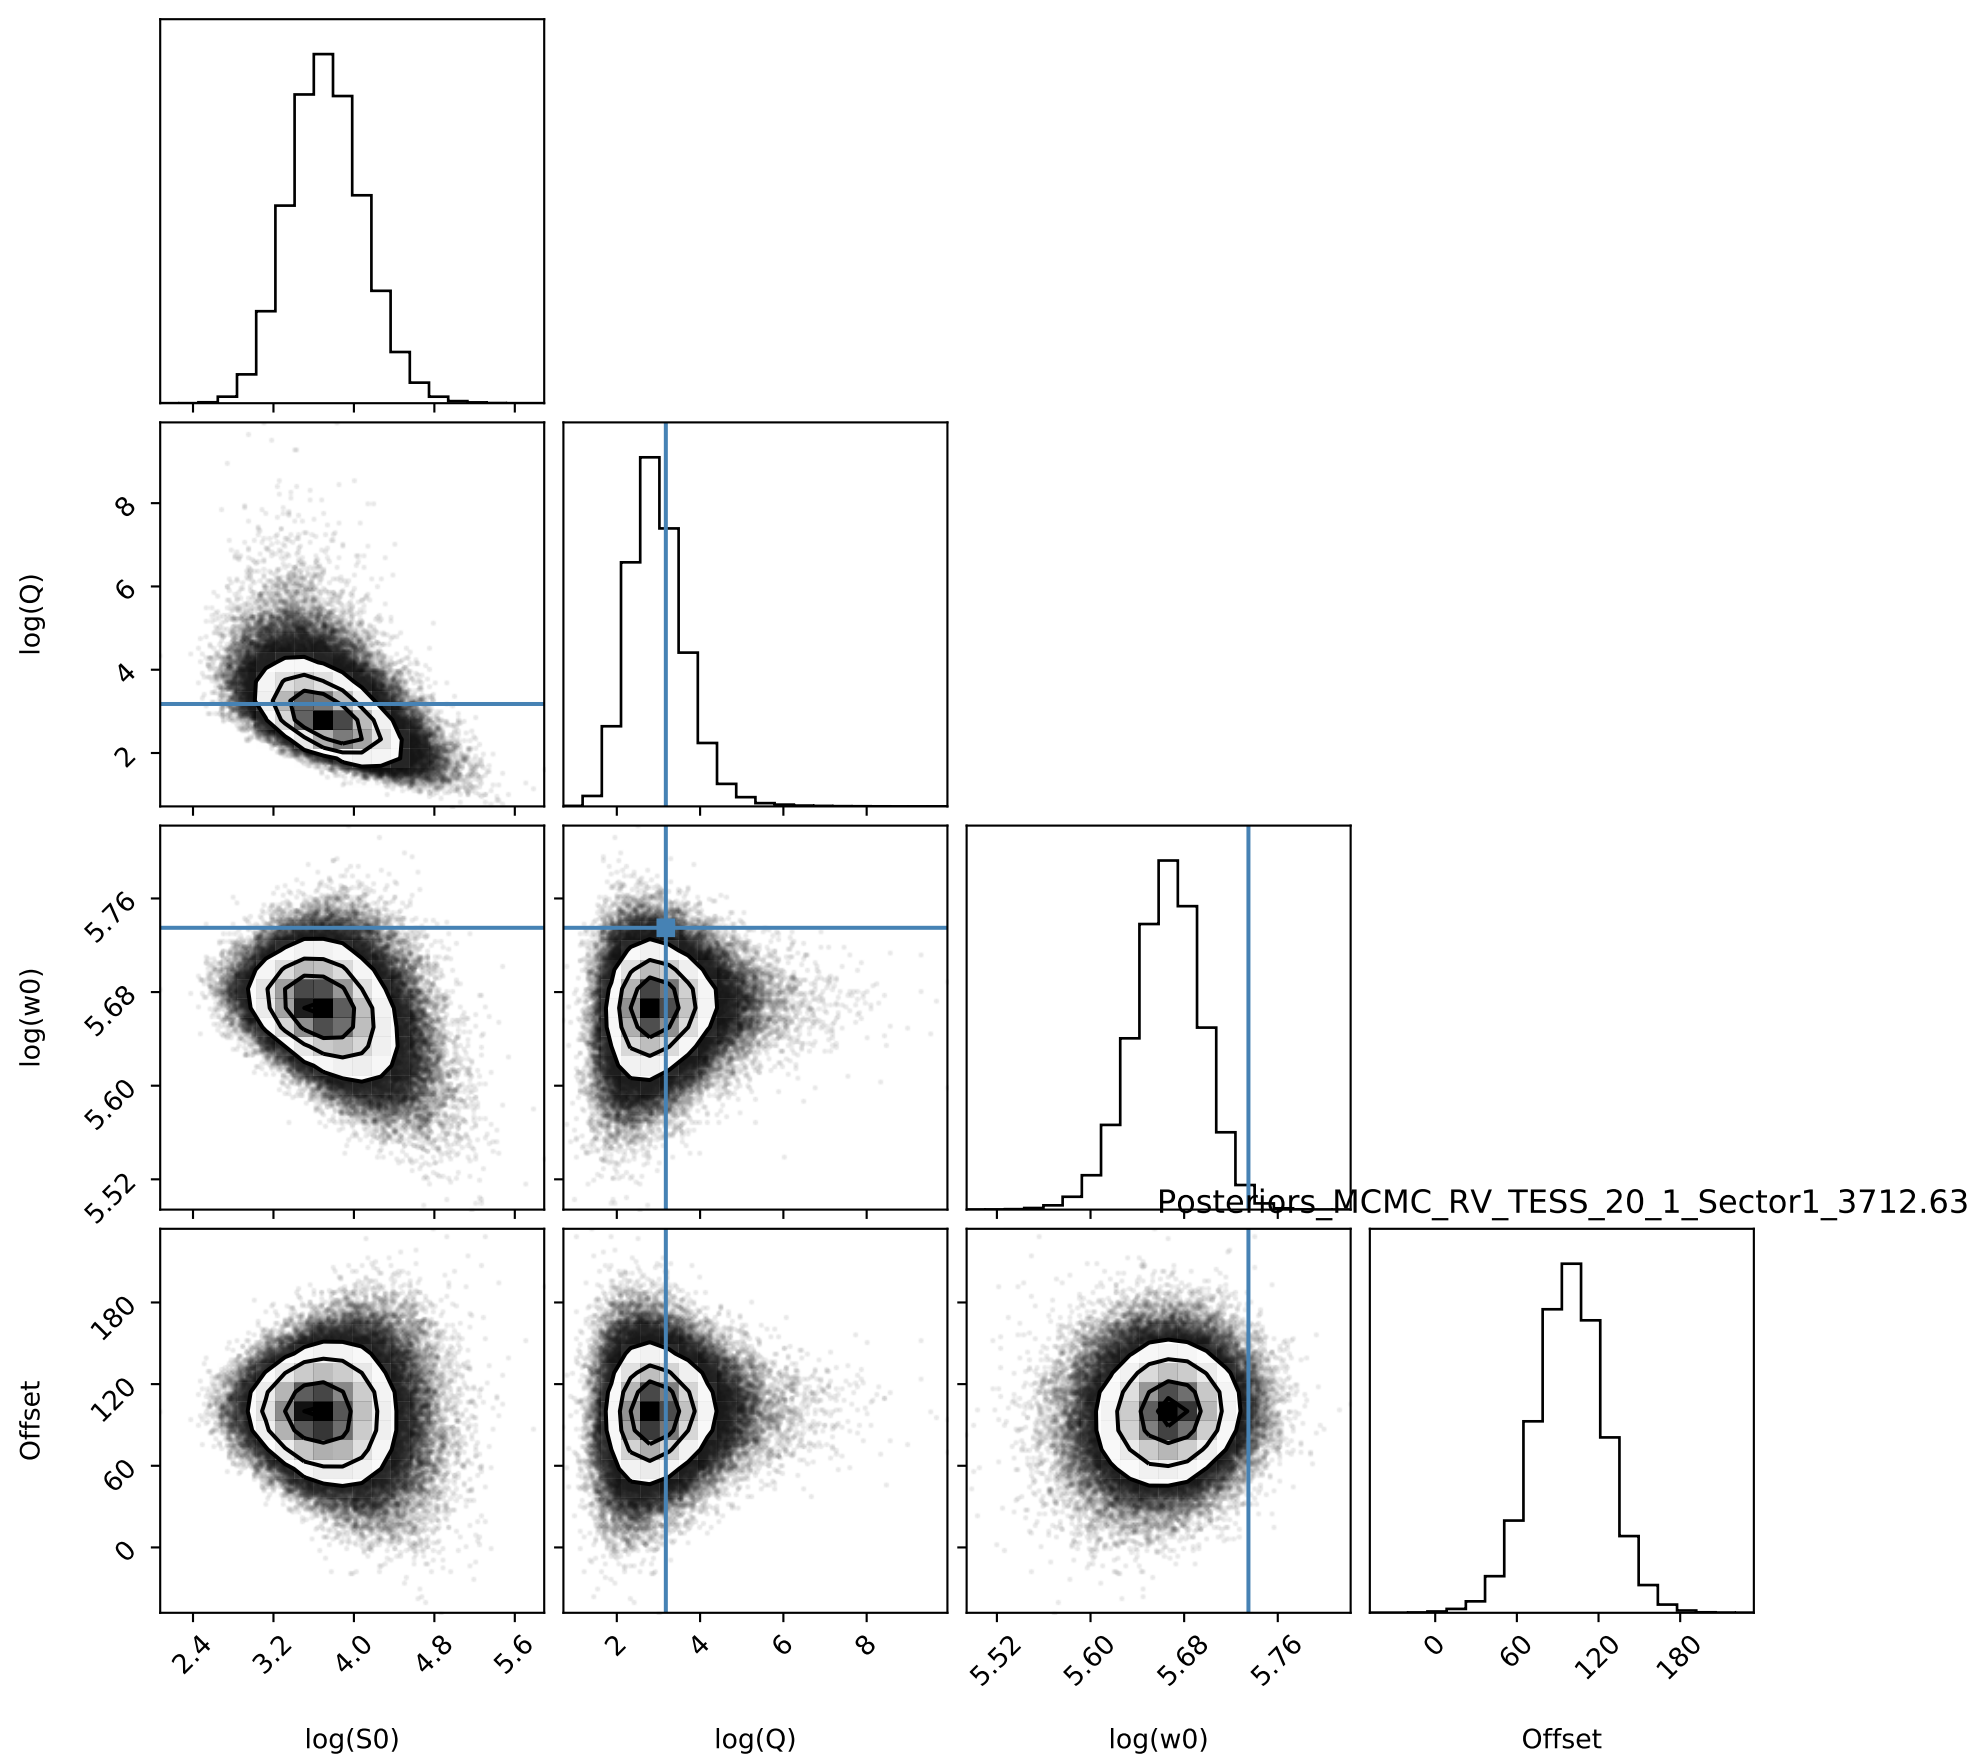 log(Q)
8
6
4
2
log(w0)
5.76
5.68
5.60
5.52
Posteriors_MCMC_RV_TESS_20_1_Sector1_3712.63
Offset
180
120
60
0
2.4 3.2 4.0 4.8 5.6 2 4 6 8 5.52 5.60 5.68 5.76 0 60 120 180
log(S0) log(Q) log(w0) Offset